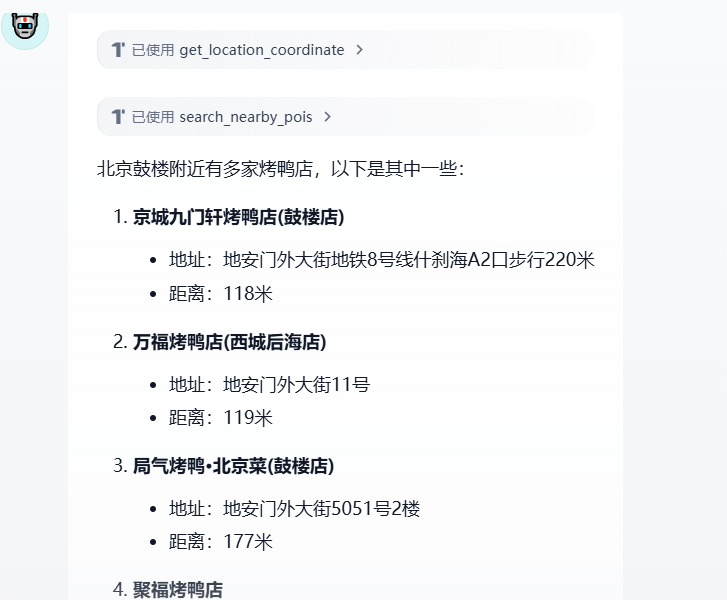 已使用 get_location_coordinate
已使用 search_nearby_pois
北京鼓楼附近有多家烤鸭店，以下是其中一些：
1. 京城九门轩烤鸭店(鼓楼店)
• 地址：地安门外大街地铁8号线什刹海A2口步行220米
• 距离：118米
2. 万福烤鸭店(西城后海店)
• 地址：地安门外大街11号
• 距离：119米
3. 局气烤鸭•北京菜(鼓楼店)
• 地址：地安门外大街5051号2楼
• 距离：177米
4. 聚福烤鸭店